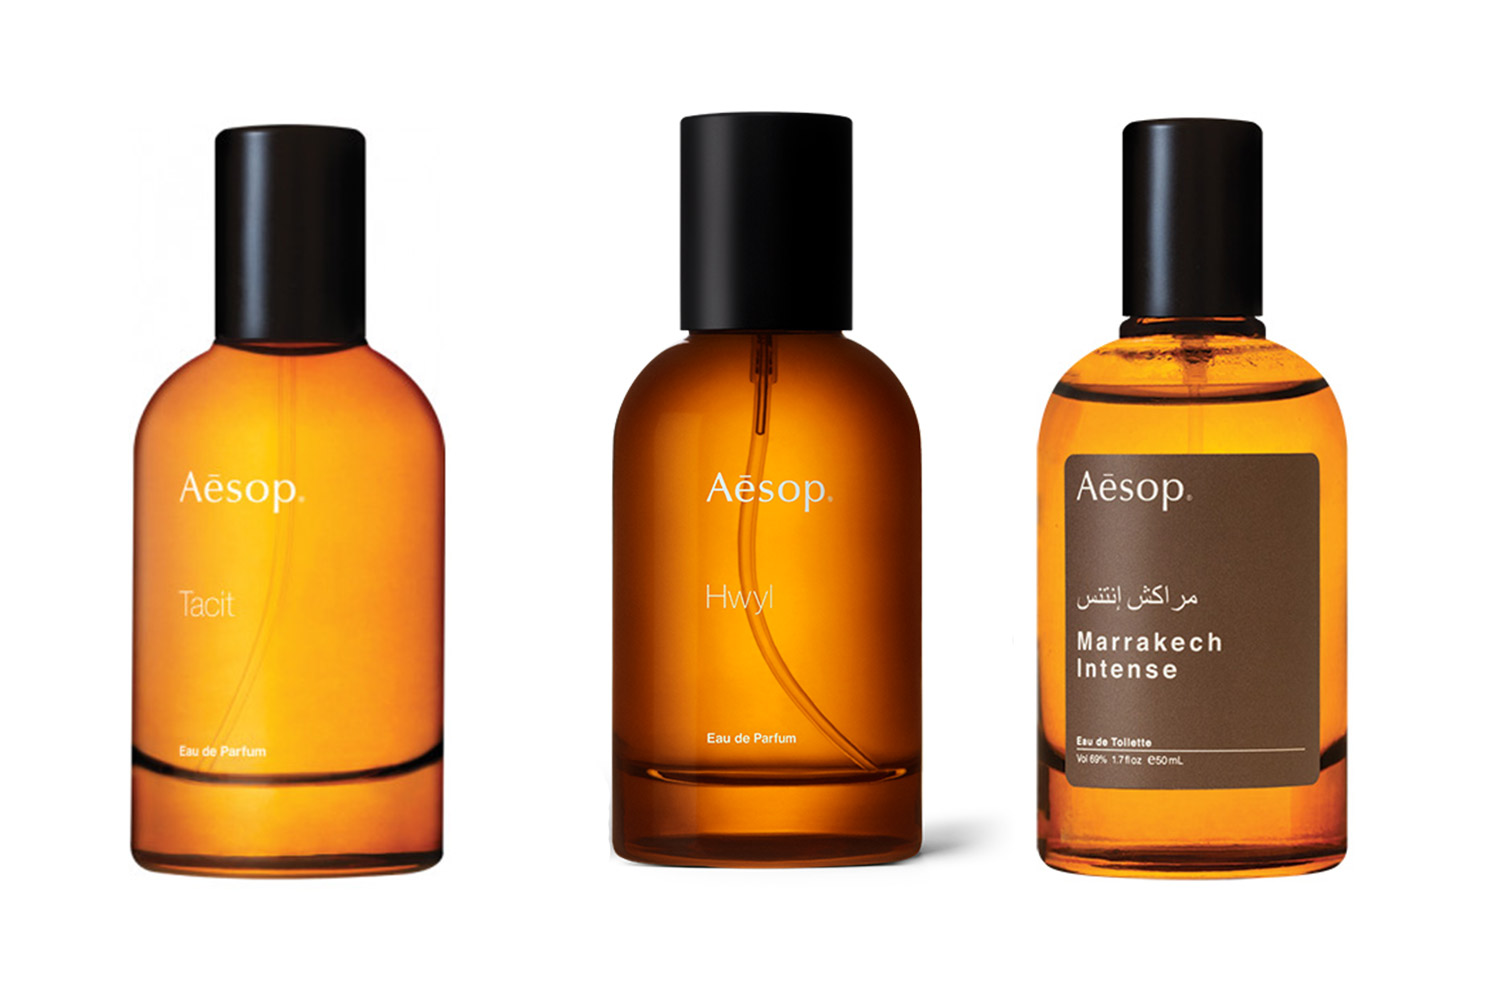 Aēsop.®
Tacit
Eau de Parfum
Aēsop.®
Hwyl
Eau de Parfum
Aēsop.®
مراكش إنتنس
Marrakech
Intense
Eau de Toilette
Vol 69% 1.7 fl oz ℮50 mL